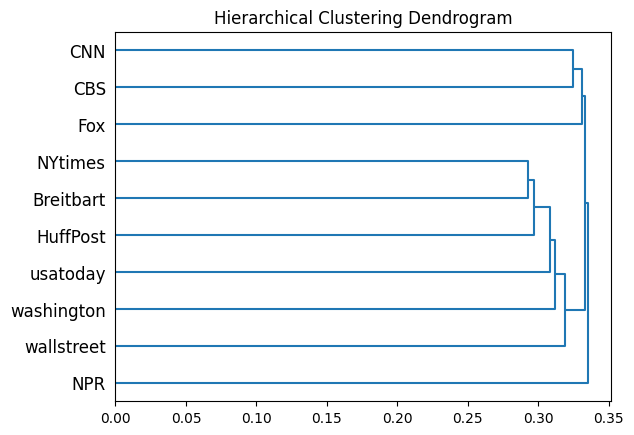 Hierarchical Clustering Dendrogram
CNN
CBS
Fox
NYtimes
Breitbart
HuffPost
usatoday
washington
wallstreet
NPR
0.00 0.05 0.10 0.15 0.20 0.25 0.30 0.35